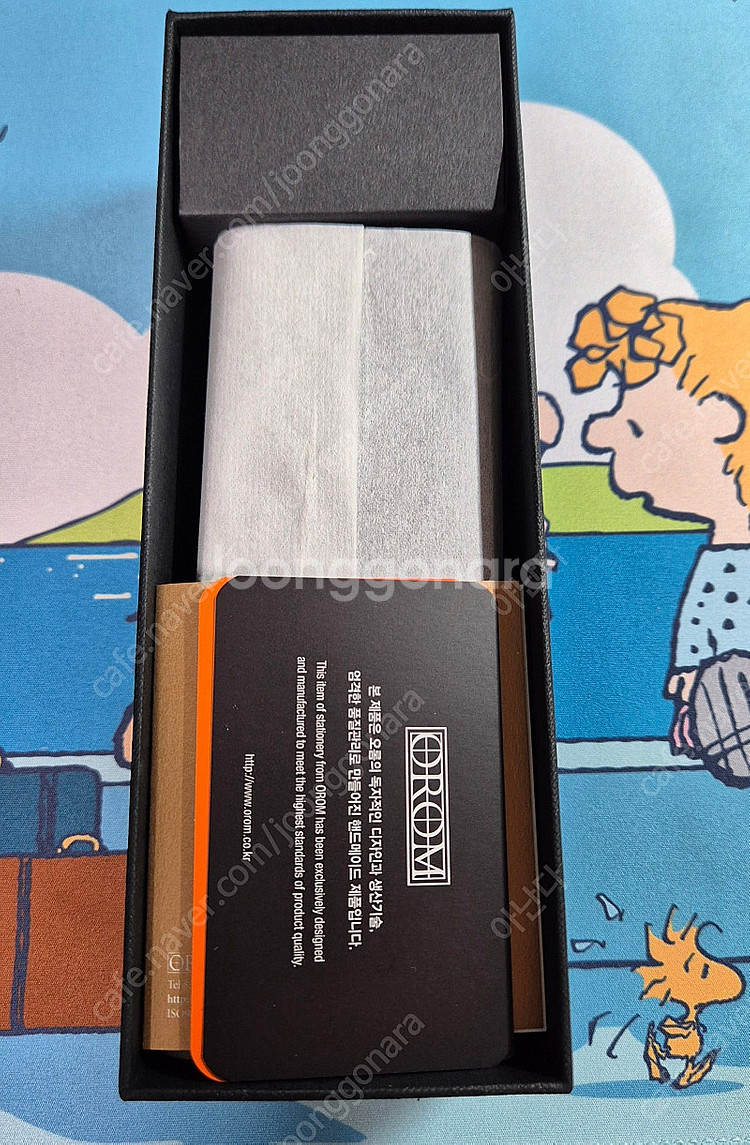 OROM
본 제품은 오롬의 독자적인 디자인과 생산기술,
엄격한 품질관리로 만들어진 핸드메이드 제품입니다.
This item of stationery from OROM has been exclusively designed
and manufactured to meet the highest standards of product quality.
http://www.orom.co.kr
Tel
http:
ISO
joonggonara
cafe.naver.com/joonggonara